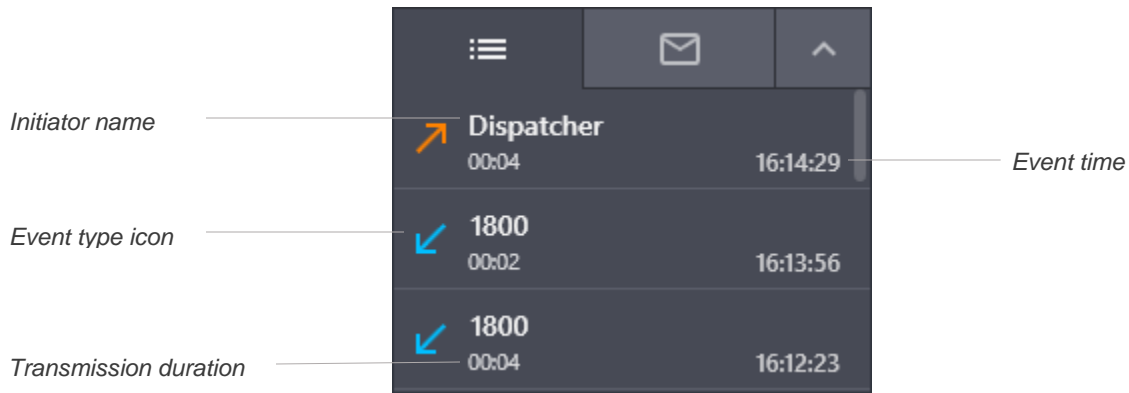 Initiator name
Dispatcher
00:04
16:14:29
Event time
Event type icon
1800
00:02
16:13:56
1800
Transmission duration
00:04
16:12:23